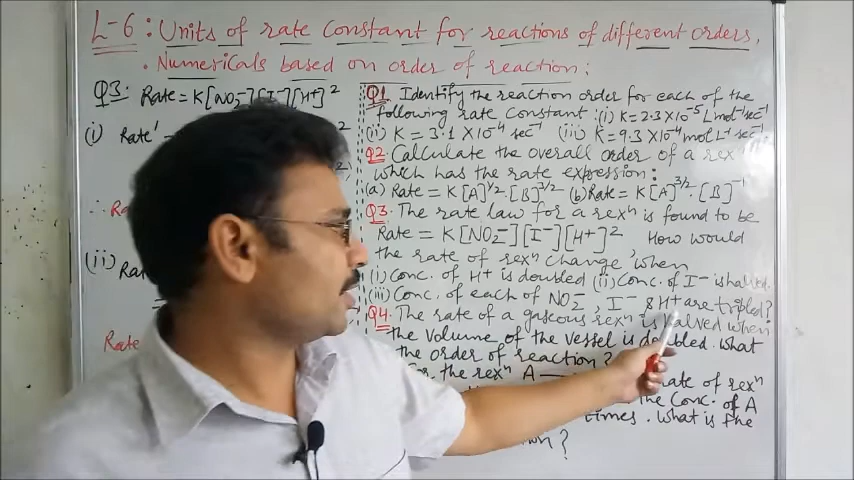 L-6 : Units of rate constant for reactions of different orders,
. Numericals based on order of reaction :
Q3: Rate = K[NO₂⁻][I⁻][H⁺]²
(i) Rate'
(ii) Ra
Rate
Q1 Identify the reaction order for each of the
following rate constant : (i) K = 2.3 X10⁻⁵ L mol⁻¹ sec⁻¹
(ii) K = 3.1 X10⁻⁴ sec⁻¹ (iii) K = 9.3 X10⁻⁴ mol L⁻¹ sec⁻¹.
Q2. Calculate the overall order of a rexⁿ
which has the rate expression :
(a) Rate = K[A]^1/2 . [B]^3/2 (b) Rate = K[A]^3/2 . [B]⁻¹
Q3. The rate law for a rexⁿ is found to be
Rate = K[NO₂⁻][I⁻][H⁺]² How would
the rate of rexⁿ change, when
(i) Conc. of H⁺ is doubled (ii) Conc. of I⁻ is halved.
(iii) Conc. of each of NO₂⁻, I⁻ & H⁺ are tripled?
Q4. The rate of a gaseous rexⁿ is halved when
the volume of the vessel is doubled. What
the order of reaction?
the rexⁿ A — rate of rexⁿ
the Conc. of A
times. What is the
?